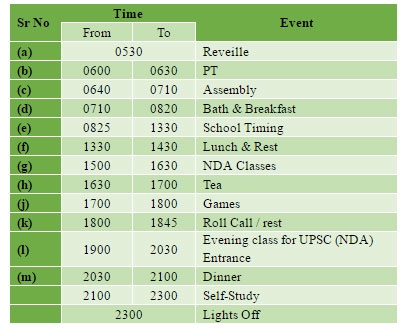 Sr No Time Event
From To
(a) 0530 Reveille
(b) 0600 0630 PT
(c) 0640 0710 Assembly
(d) 0710 0820 Bath & Breakfast
(e) 0825 1330 School Timing
(f) 1330 1430 Lunch & Rest
(g) 1500 1630 NDA Classes
(h) 1630 1700 Tea
(j) 1700 1800 Games
(k) 1800 1845 Roll Call / rest
(l) 1900 2030 Evening class for UPSC (NDA)
Entrance
(m) 2030 2100 Dinner
2100 2300 Self-Study
2300 Lights Off